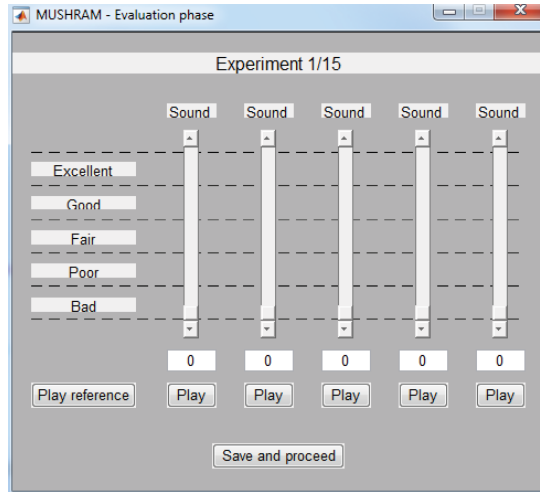 MUSHRAM - Evaluation phase
Experiment 1/15
Sound Sound Sound Sound Sound
Excellent
Good
Fair
Poor
Bad
0 0 0 0 0
Play reference Play Play Play Play Play
Save and proceed